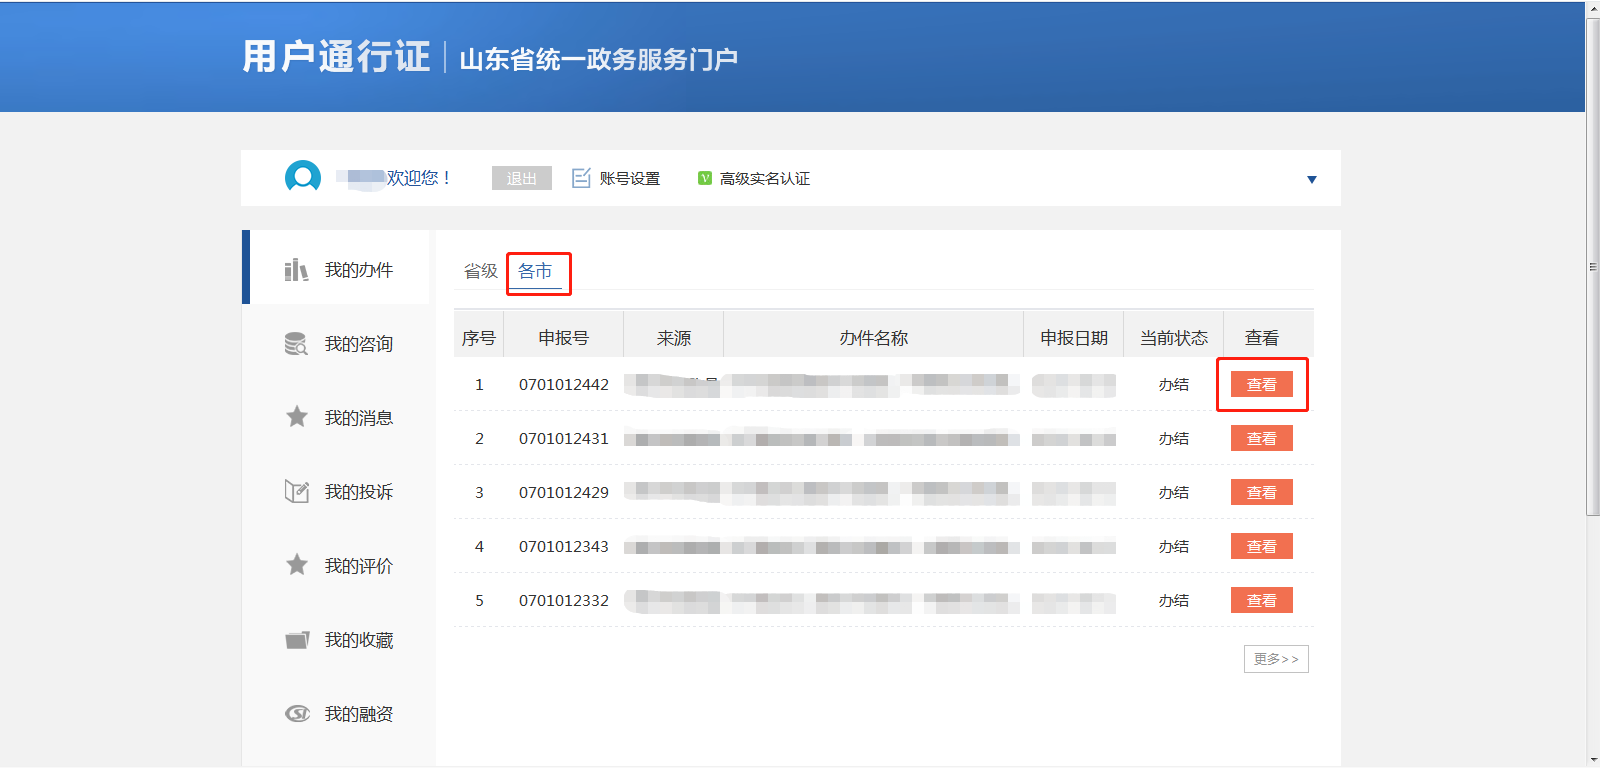 用户通行证 山东省统一政务服务门户
欢迎您！ 退出 账号设置 高级实名认证
我的办件
我的咨询
我的消息
我的投诉
我的评价
我的收藏
我的融资
省级 各市
序号 申报号 来源 办件名称 申报日期 当前状态 查看
1 0701012442 办结 查看
2 0701012431 办结 查看
3 0701012429 办结 查看
4 0701012343 办结 查看
5 0701012332 办结 查看
更多>>